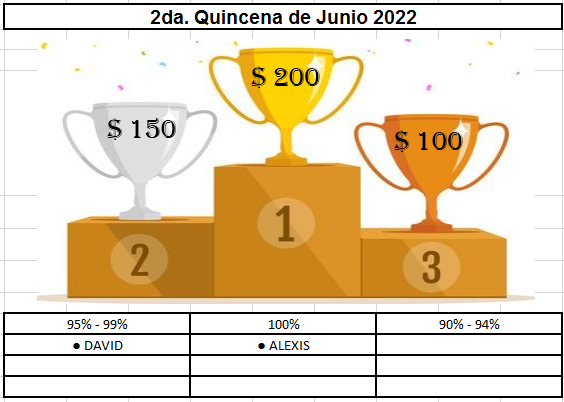 2da. Quincena de Junio 2022
$ 200
$ 150
$ 100
1
2
3
95% - 99% 100% 90% - 94%
● DAVID ● ALEXIS